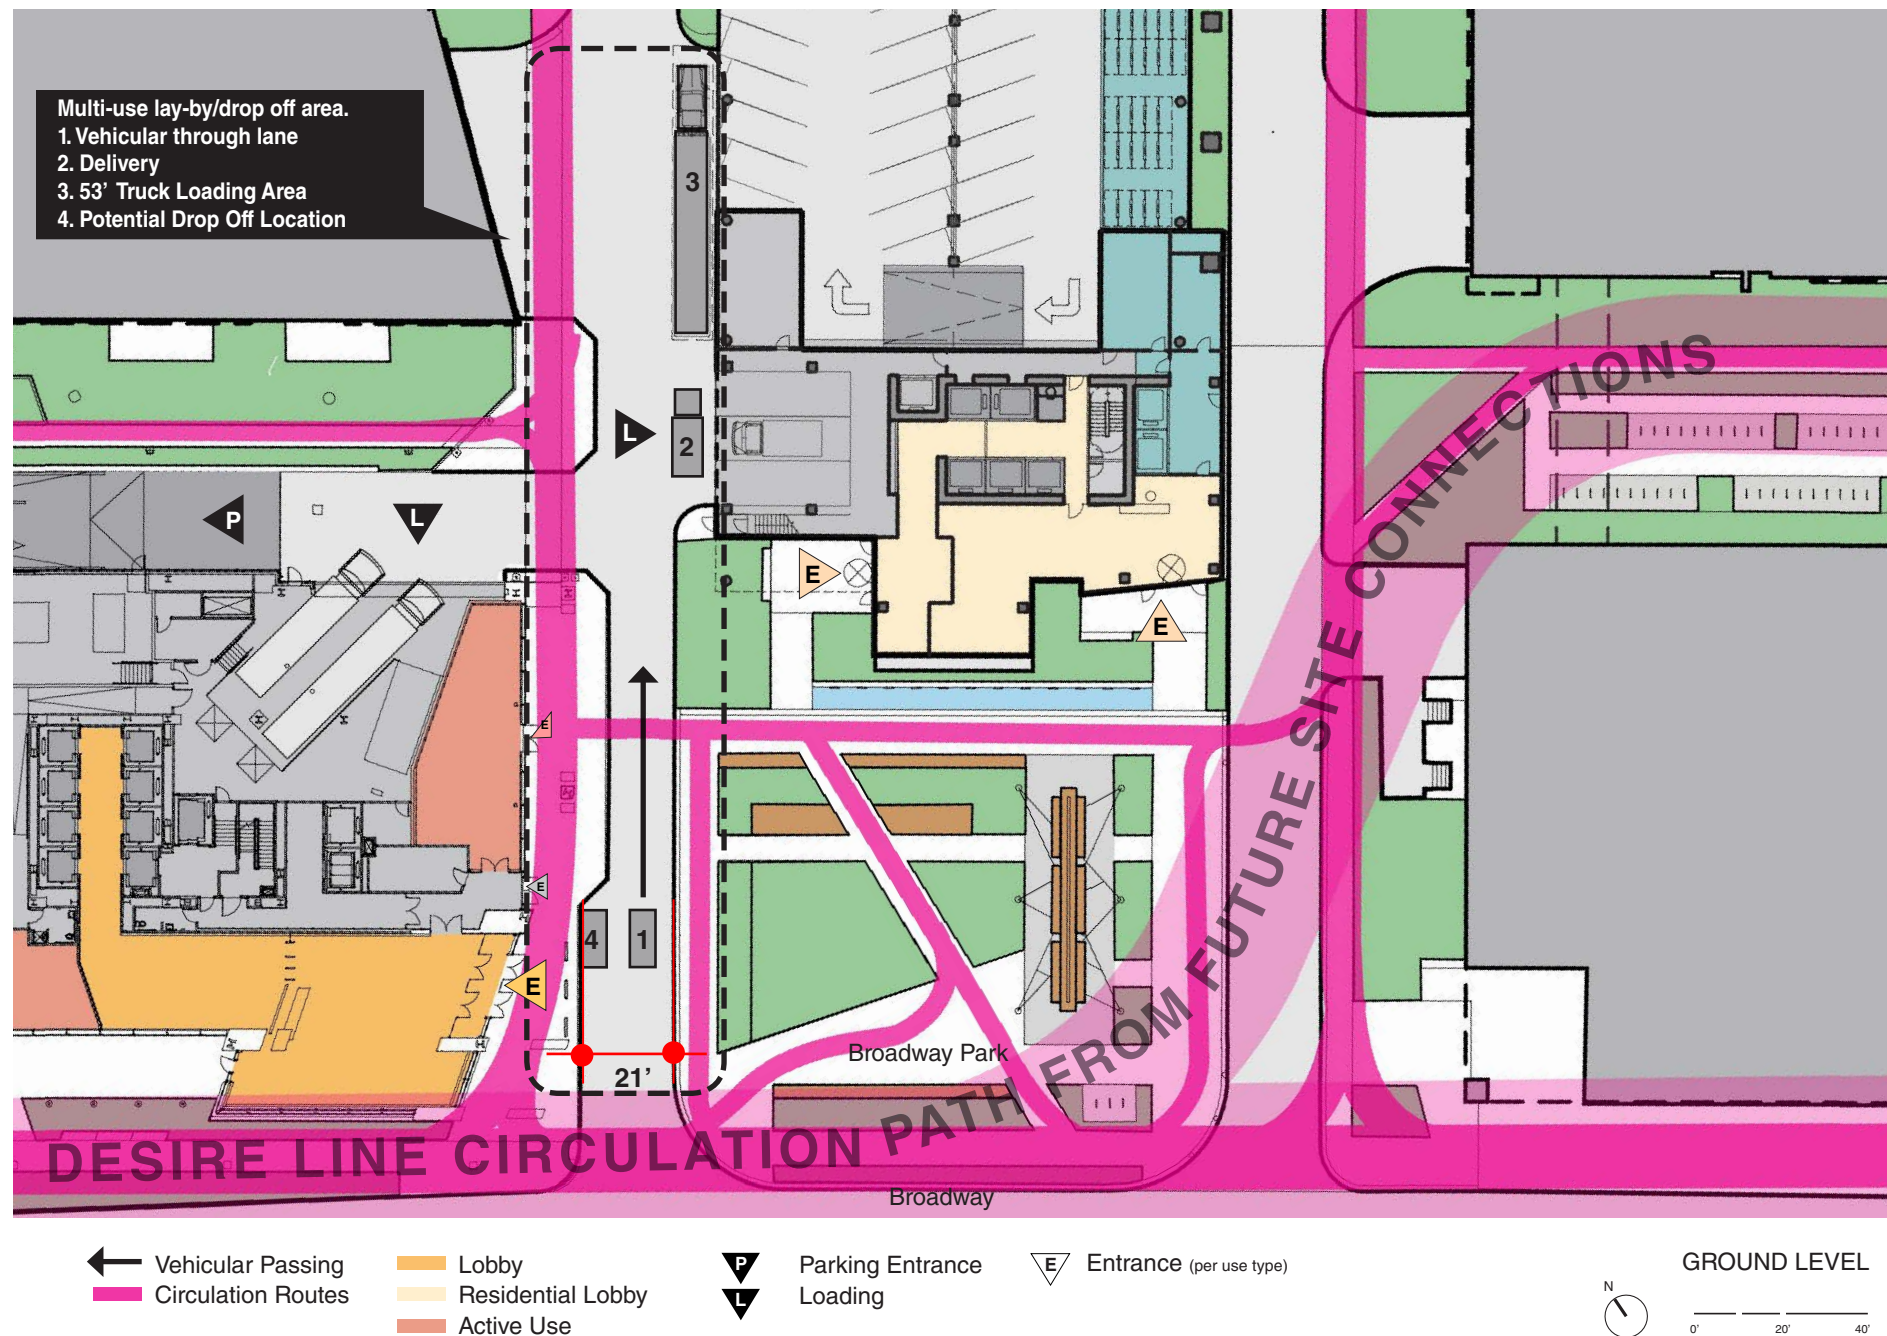 Multi-use lay-by/drop off area.
1. Vehicular through lane
2. Delivery
3. 53' Truck Loading Area
4. Potential Drop Off Location
3
L
2
P
L
E
E
E
E
4
1
E
21'
Broadway Park
DESIRE LINE CIRCULATION PATH FROM FUTURE SITE CONNECTIONS
Broadway
Vehicular Passing
Circulation Routes
Lobby
Residential Lobby
Active Use
P
Parking Entrance
L
Loading
E
Entrance (per use type)
GROUND LEVEL
N
0' 20' 40'